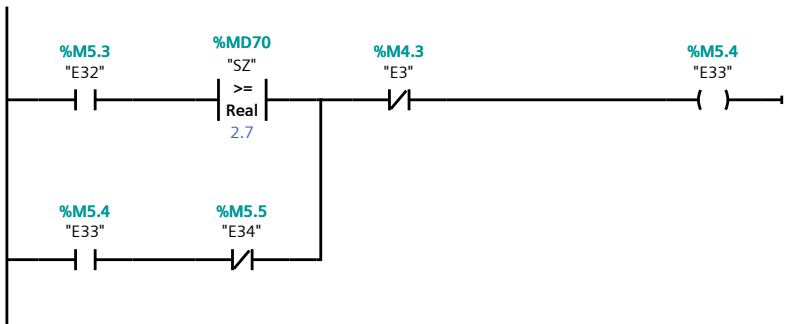 %M5.3
"E32"
%MD70
"SZ"
>=
Real
2.7
%M4.3
"E3"
%M5.4
"E33"
%M5.4
"E33"
%M5.5
"E34"